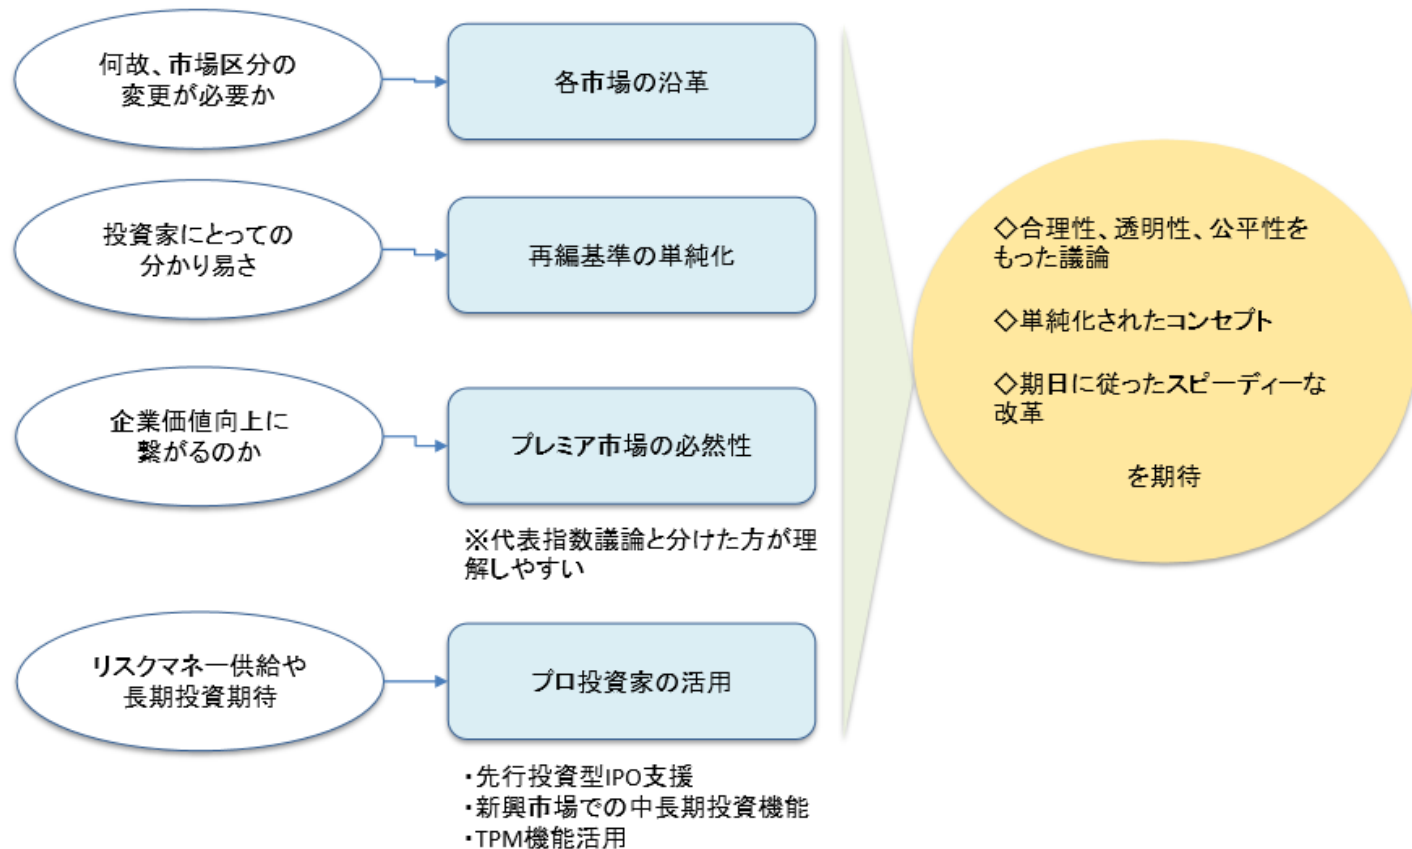 何故、市場区分の
変更が必要か
各市場の沿革
投資家にとっての
分かり易さ
再編基準の単純化
企業価値向上に
繋がるのか
プレミア市場の必然性
※代表指数議論と分けた方が理
解しやすい
リスクマネー供給や
長期投資期待
プロ投資家の活用
・先行投資型IPO支援
・新興市場での中長期投資機能
・TPM機能活用
◇合理性、透明性、公平性を
もった議論
◇単純化されたコンセプト
◇期日に従ったスピーディーな
改革
を期待